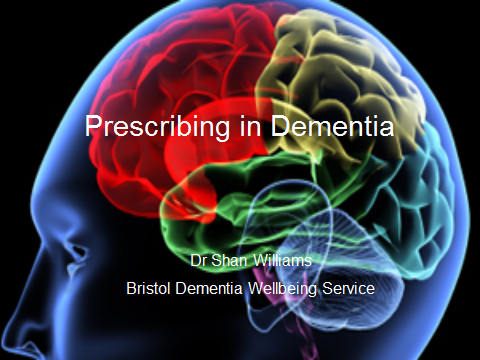 Prescribing in Dementia
Dr Shan Williams
Bristol Dementia Wellbeing Service